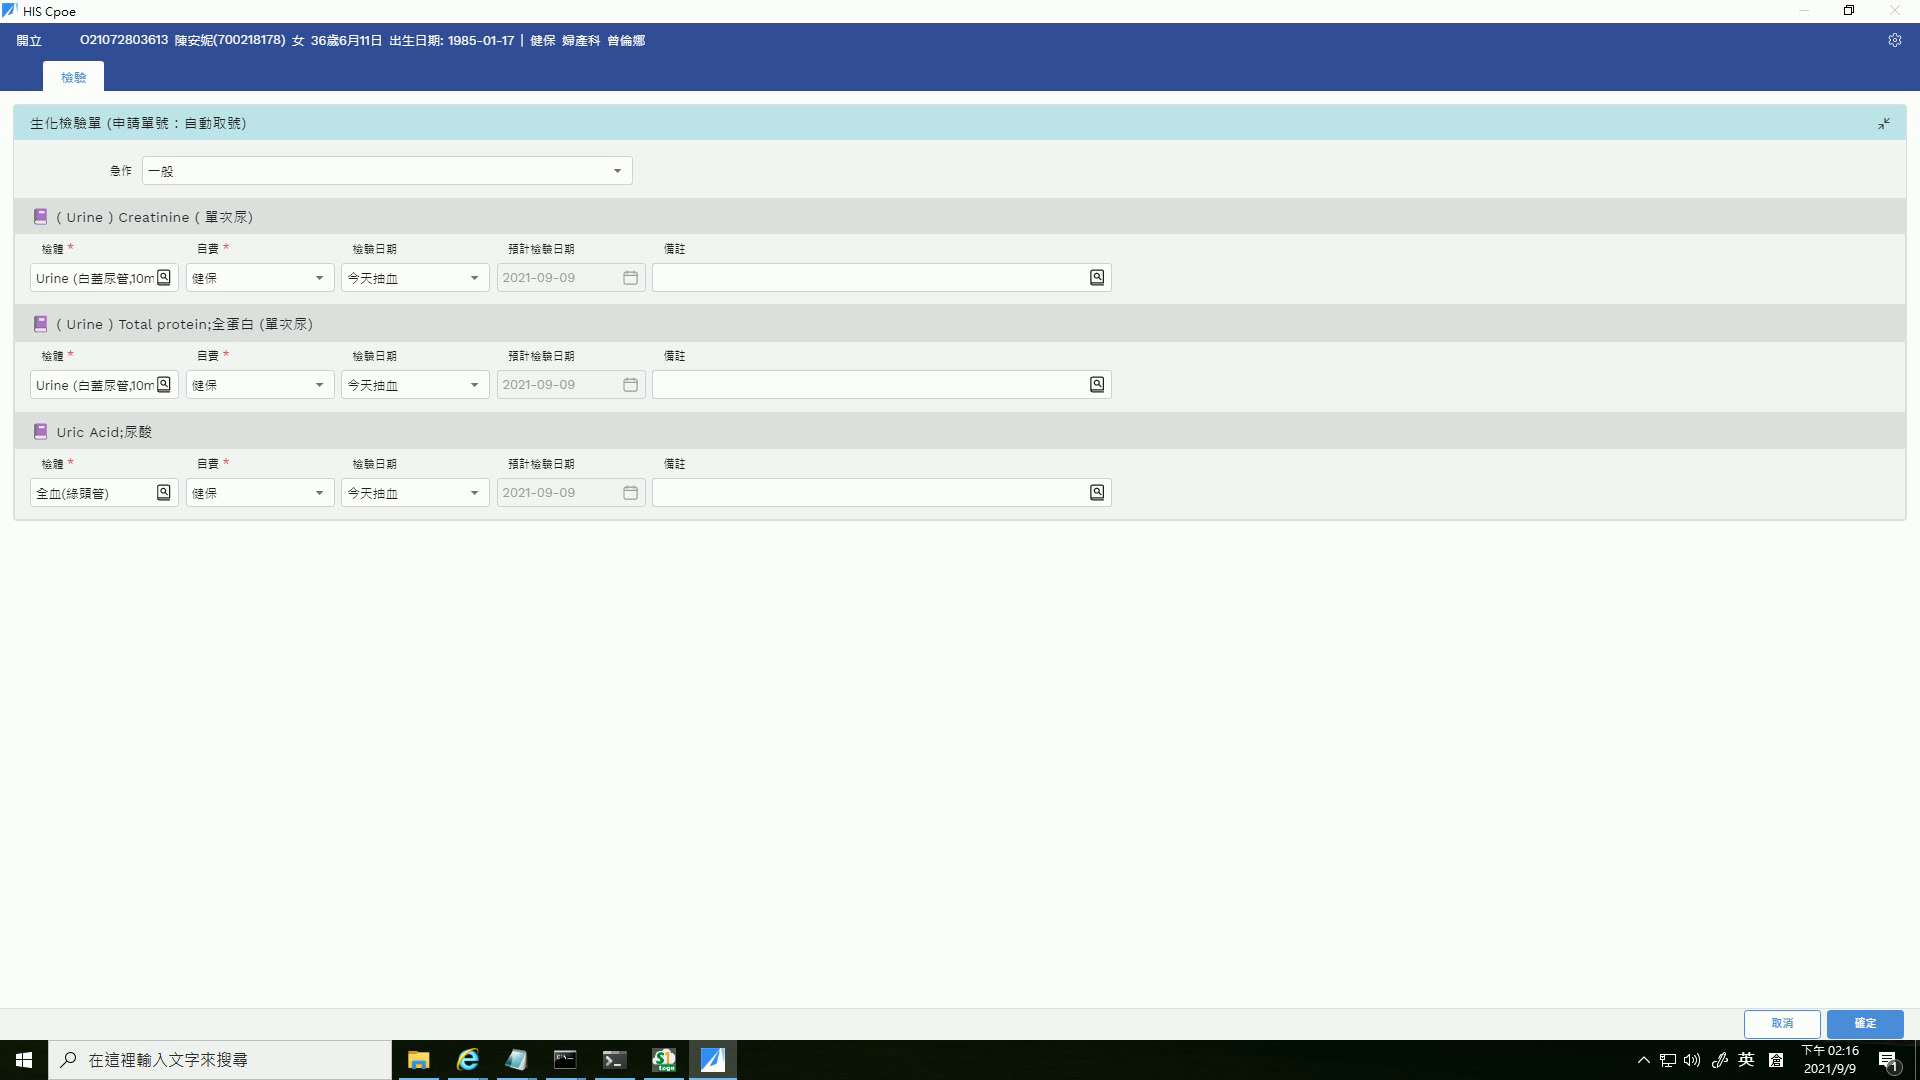 HIS Cpoe
開立 O21072803613 陳安妮(700218178) 女 36歲6月11日 出生日期: 1985-01-17 | 健保 婦產科 曾倫娜
檢驗
生化檢驗單 (申請單號：自動取號)
急作 一般
( Urine ) Creatinine ( 單次尿)
檢體 * 自費 * 檢驗日期 預計檢驗日期 備註
Urine (白蓋尿管,10m 健保 今天抽血 2021-09-09
( Urine ) Total protein;全蛋白 (單次尿)
檢體 * 自費 * 檢驗日期 預計檢驗日期 備註
Urine (白蓋尿管,10m 健保 今天抽血 2021-09-09
Uric Acid;尿酸
檢體 * 自費 * 檢驗日期 預計檢驗日期 備註
全血(綠頭管) 健保 今天抽血 2021-09-09
取消 確定
在這裡輸入文字來搜尋
英
下午 02:16
2021/9/9
1